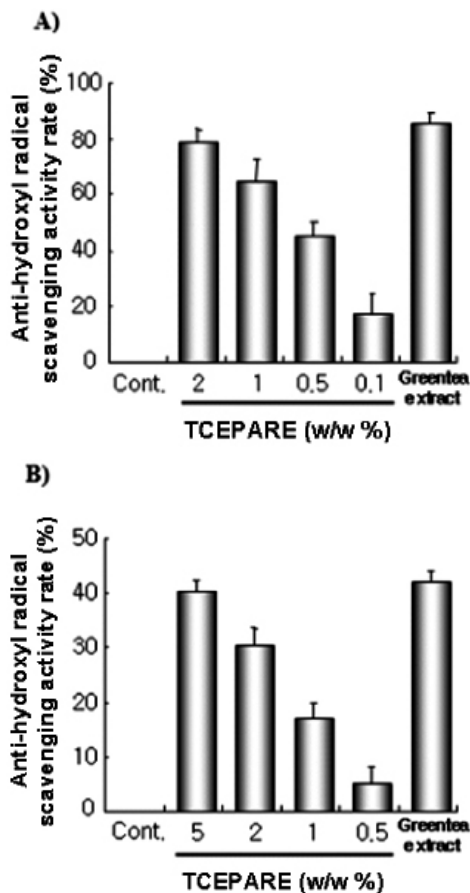 A)
Anti-hydroxyl radical
scavenging activity rate (%)
100
80
60
40
20
0
Cont.
2
1
0.5
0.1
Greentea
extract
TCEPARE (w/w %)
B)
Anti-hydroxyl radical
scavenging activity rate (%)
50
40
30
20
10
0
Cont.
5
2
1
0.5
Greentea
extract
TCEPARE (w/w %)